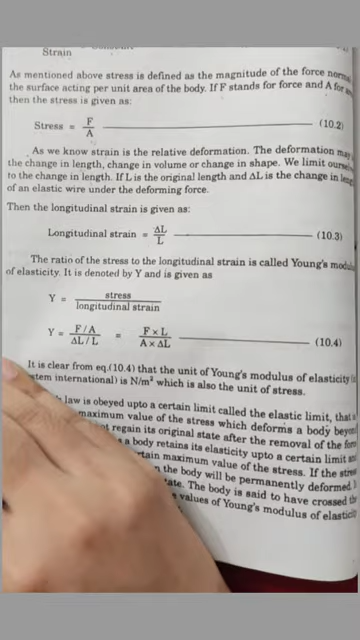 Strain
As mentioned above stress is defined as the magnitude of the force
the surface acting per unit area of the body. If F stands for force and A for
then the stress is given as:
Stress = F/A (10.2)
As we know strain is the relative deformation. The deformation may
the change in length, change in volume or change in shape. We limit
to the change in length. If L is the original length and ΔL is the change in
of an elastic wire under the deforming force.
Then the longitudinal strain is given as:
Longitudinal strain = ΔL/L (10.3)
The ratio of the stress to the longitudinal strain is called Young's
of elasticity. It is denoted by Y and is given as
Y = stress/longitudinal strain
Y = F/A / ΔL/L = F×L / A×ΔL (10.4)
It is clear from eq.(10.4) that the unit of Young's modulus of elasticity
international) is N/m² which is also the unit of stress.
law is obeyed upto a certain limit called the elastic limit, that
maximum value of the stress which deforms a body
regain its original state after the removal of the
a body retains its elasticity upto a certain limit
maximum value of the stress. If the
the body will be permanently deformed.
The body is said to have crossed
values of Young's modulus of